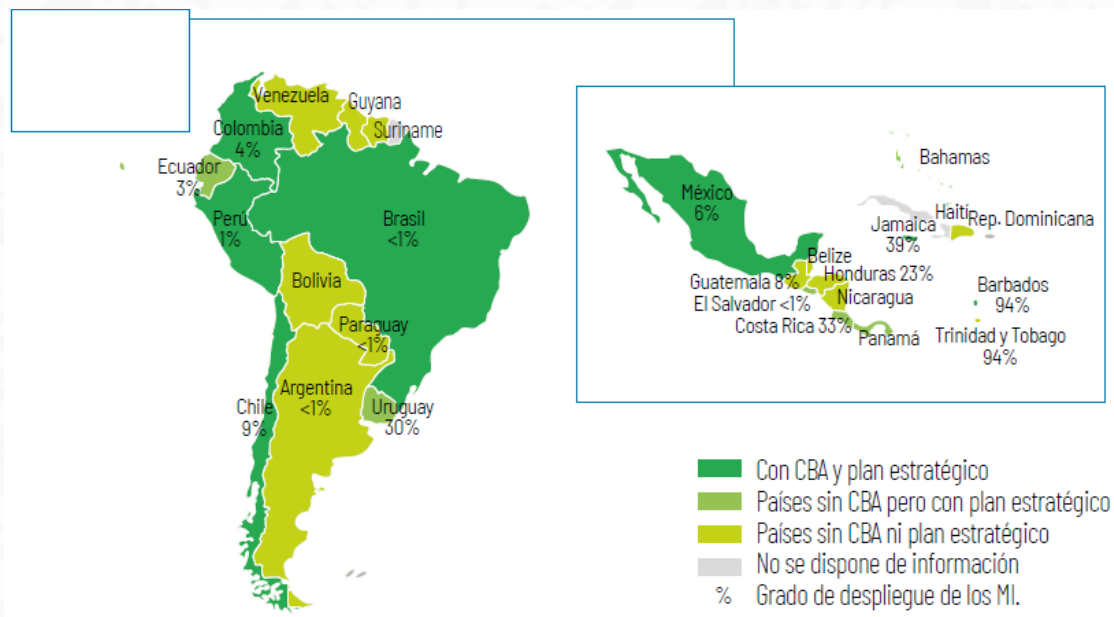 Venezuela
Guyana
Suriname
Colombia
4%
Ecuador
3%
Perú
1%
Brasil
<1%
Bolivia
Paraguay
<1%
Argentina
<1%
Chile
9%
Uruguay
30%
México
6%
Bahamas
Jamaica
39%
Haití
Rep. Dominicana
Belize
Guatemala 8%
Honduras 23%
El Salvador <1%
Nicaragua
Costa Rica 33%
Panamá
Barbados
94%
Trinidad y Tobago
94%
Con CBA y plan estratégico
Países sin CBA pero con plan estratégico
Países sin CBA ni plan estratégico
No se dispone de información
% Grado de despliegue de los MI.